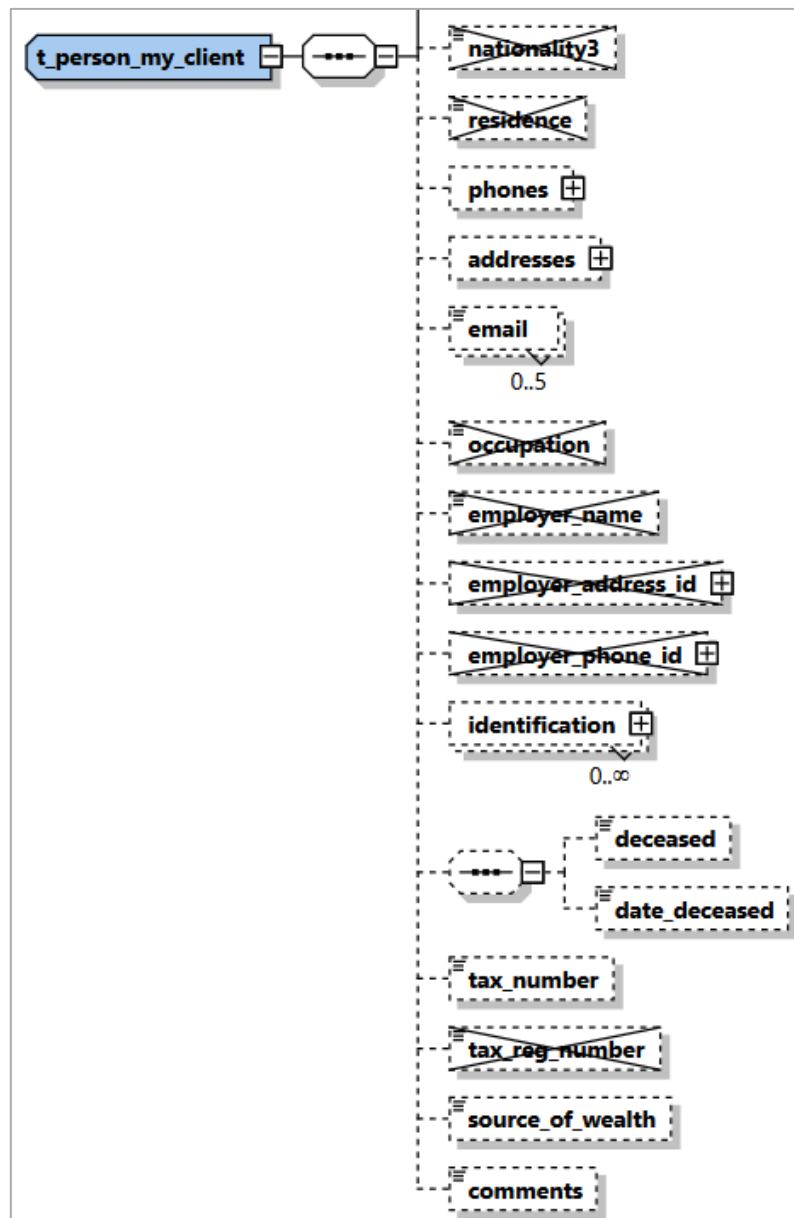 t_person_my_client
nationality3
residence
phones
addresses
email
0..5
occupation
employer_name
employer_address_id
employer_phone_id
identification
0..∞
deceased
date_deceased
tax_number
tax_reg_number
source_of_wealth
comments